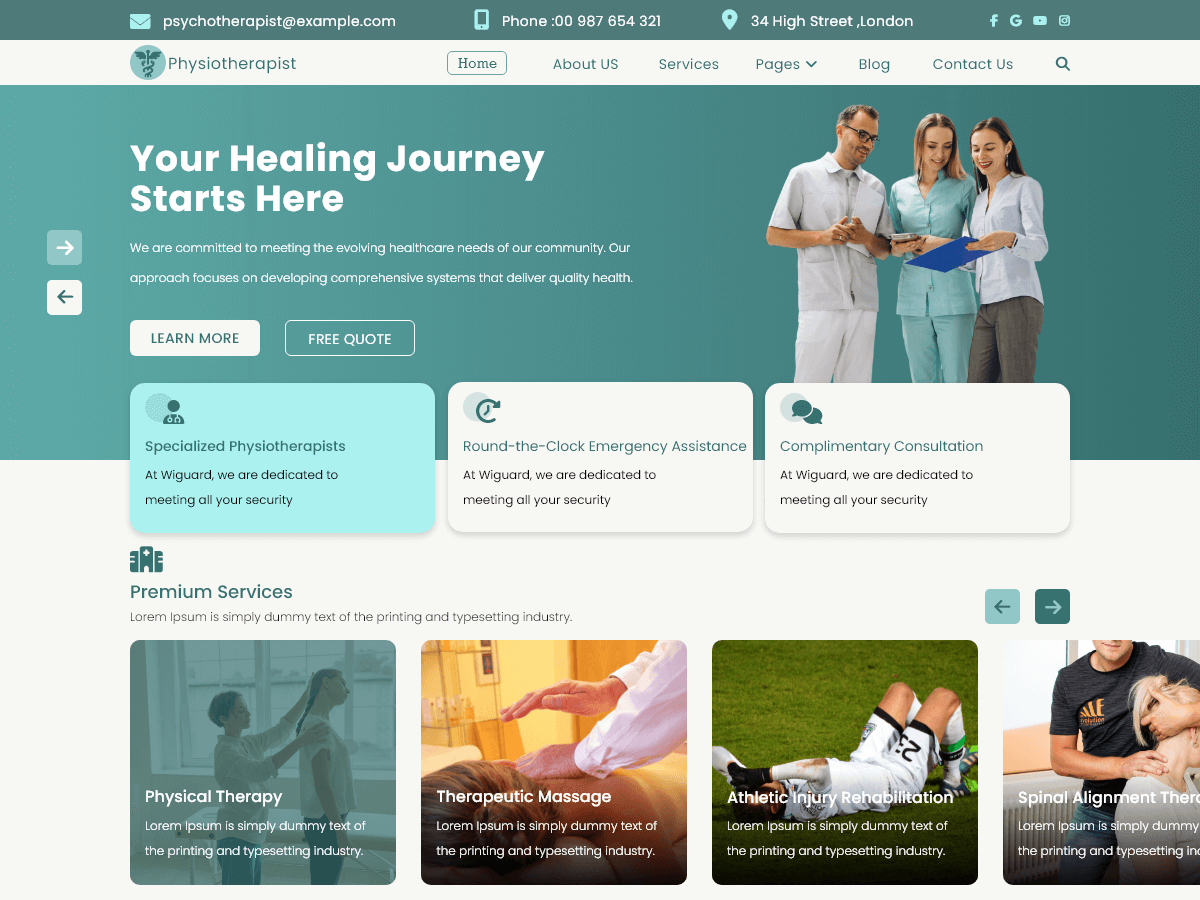 psychotherapist@example.com
Phone :00 987 654 321
34 High Street ,London
Physiotherapist
Home
About US
Services
Pages
Blog
Contact Us
Your Healing Journey
Starts Here
We are committed to meeting the evolving healthcare needs of our community. Our
approach focuses on developing comprehensive systems that deliver quality health.
LEARN MORE
FREE QUOTE
Specialized Physiotherapists
At Wiguard, we are dedicated to
meeting all your security
Round-the-Clock Emergency Assistance
At Wiguard, we are dedicated to
meeting all your security
Complimentary Consultation
At Wiguard, we are dedicated to
meeting all your security
Premium Services
Lorem Ipsum is simply dummy text of the printing and typesetting industry.
Physical Therapy
Lorem Ipsum is simply dummy text of
the printing and typesetting industry.
Therapeutic Massage
Lorem Ipsum is simply dummy text of
the printing and typesetting industry.
23
Athletic Injury Rehabilitation
Lorem Ipsum is simply dummy text of
the printing and typesetting industry.
Spinal Alignment
Lorem Ipsum is simply dummy
the printing and typesetting